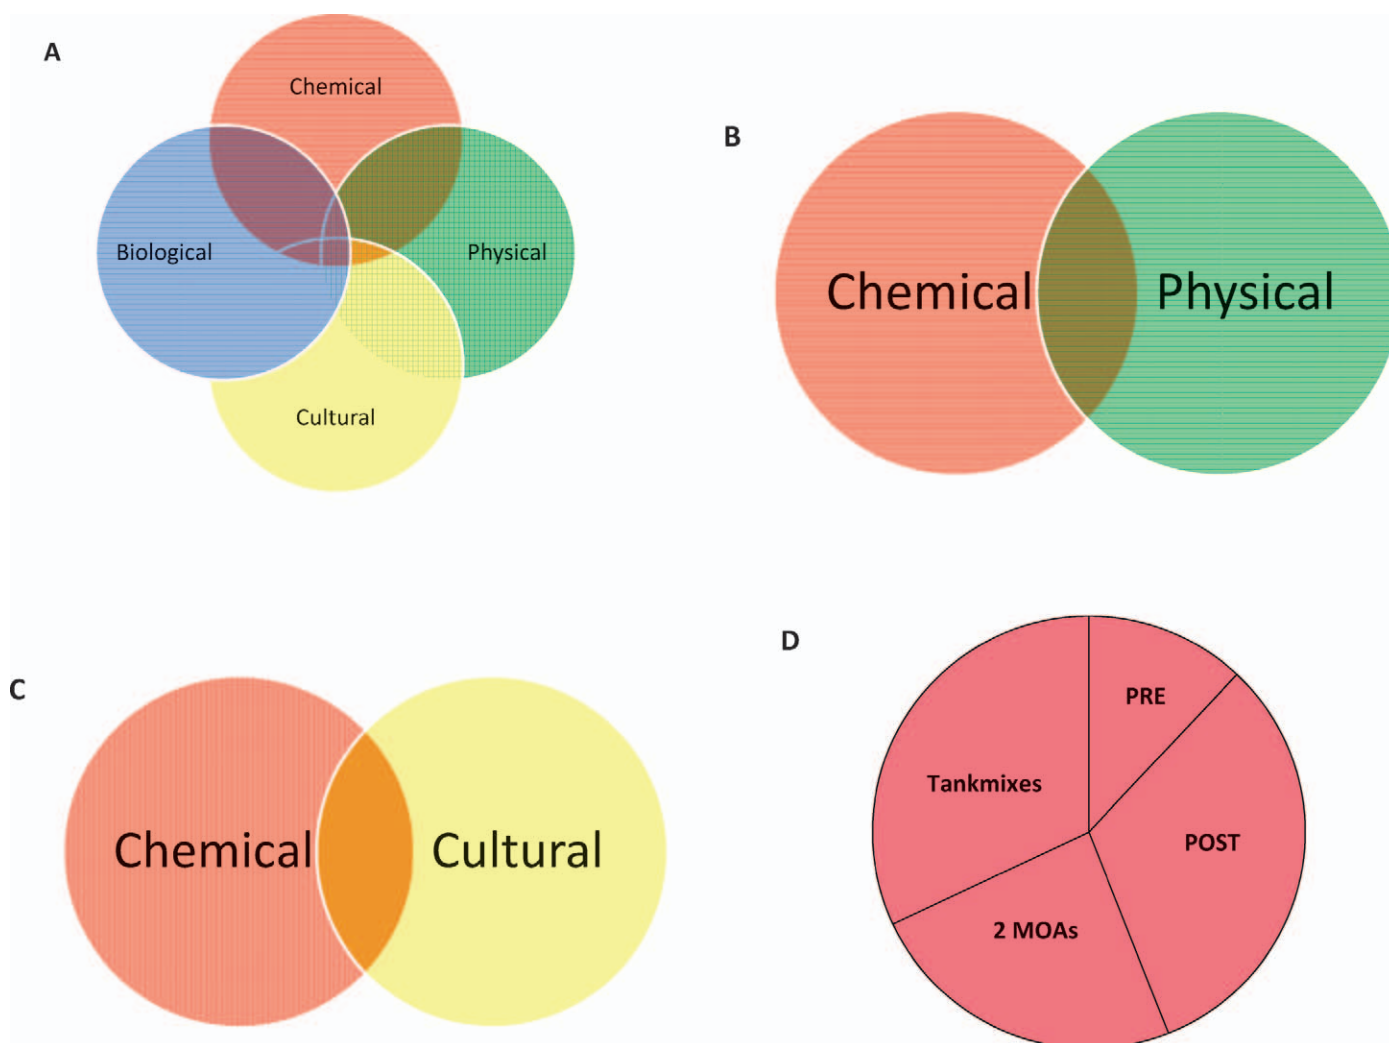 A
Chemical
Biological
Physical
Cultural
B
Chemical
Physical
C
Chemical
Cultural
D
PRE
Tankmixes
POST
2 MOAs